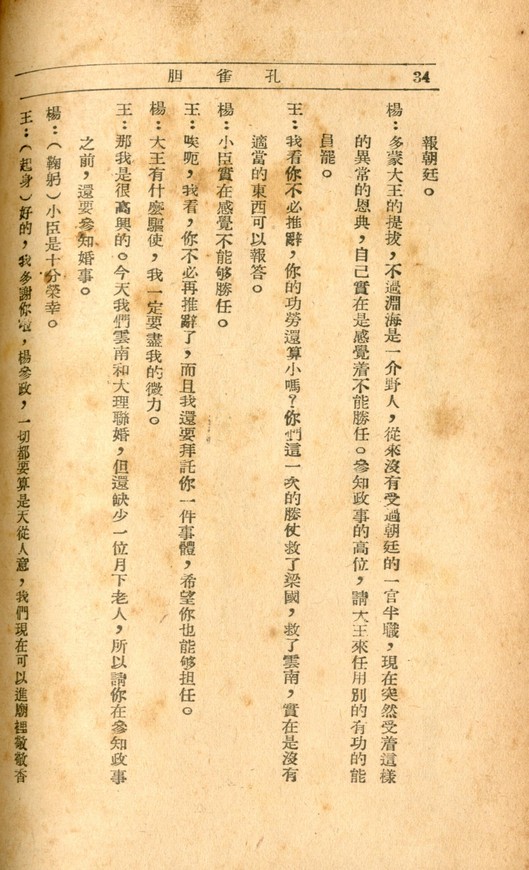 34
孔雀胆
報朝廷。
楊：多蒙大王的提拔，不過淵海是一介野人，從來沒有受過朝廷的一官半職，現在突然受着這樣
的異常的恩典，自己實在是感覺着不能勝任。參知政事的高位，請大王來任用別的有功的能
員罷。
王：我看你不必推辭，你的功勞還算小嗎？你們這一次的勝仗救了梁國，救了雲南，實在是沒有
適當的東西可以報答。
楊：小臣實在感覺不能够勝任。
王：唉呃，我看，你不必再推辭了，而且我還要拜託你一件事體，希望你也能够担任。
楊：大王有什麽驅使，我一定要盡我的微力。
王：那我是很高興的。今天我們雲南和大理聯婚，但還缺少一位月下老人，所以請你在參知政事
之前，還要參知婚事。
楊：（鞠躬）小臣是十分榮幸。
王：（起身）好的，我多謝你啦，楊參政，一切都要算是天從人意，我們現在可以進廟裡敬敬香